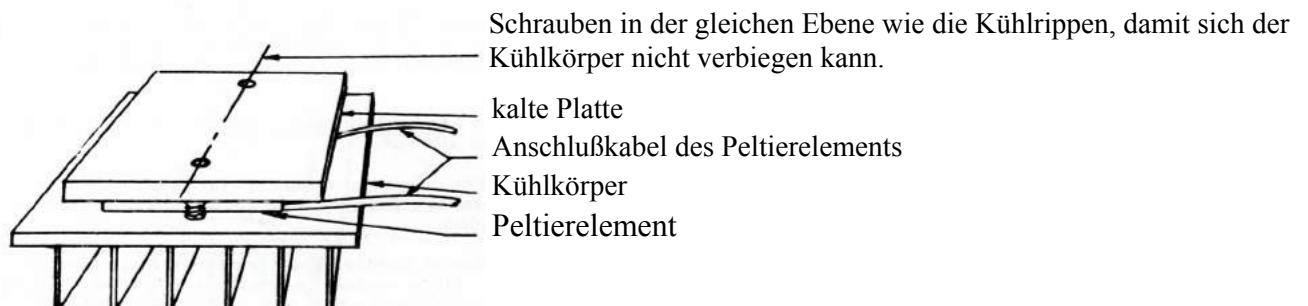 Schrauben in der gleichen Ebene wie die Kühlrippen, damit sich der
Kühlkörper nicht verbiegen kann.
kalte Platte
Anschlußkabel des Peltierelements
Kühlkörper
Peltierelement